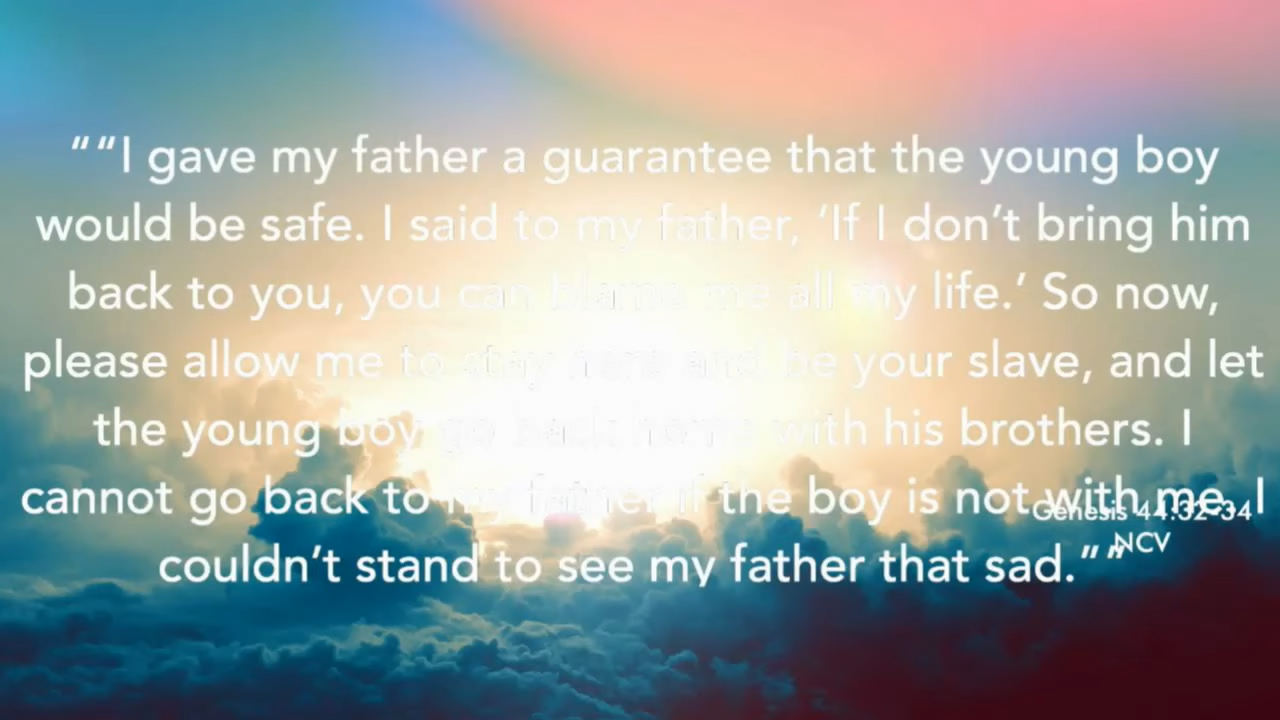 ““I gave my father a guarantee that the young boy
would be safe. I said to my father, ‘If I don’t bring him
back to you, you can blame me all my life.’ So now,
please allow me to stay here and be your slave, and let
the young boy go back home with his brothers. I
cannot go back to my father if the boy is not with me. I
couldn’t stand to see my father that sad.””
Genesis 44:32-34
NCV